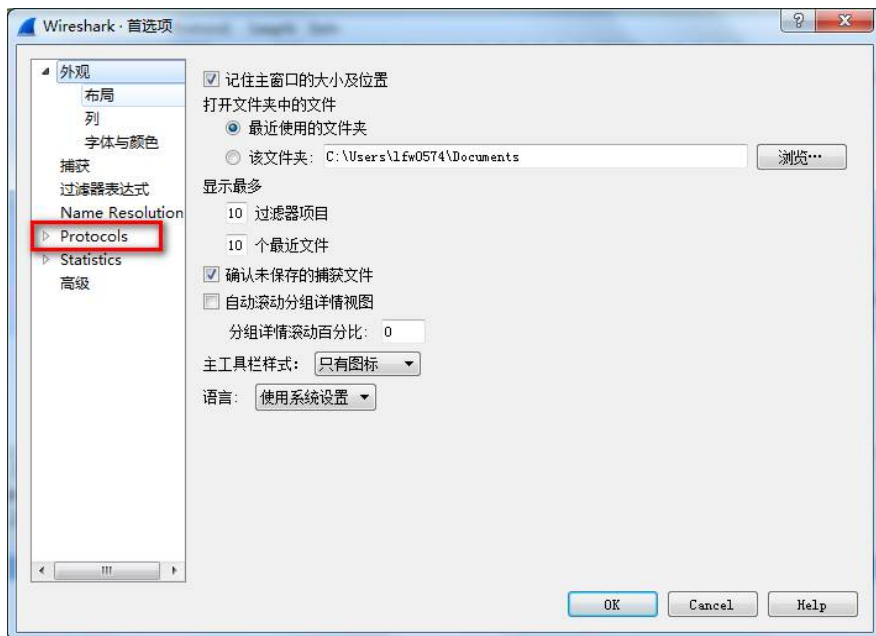 Wireshark · 首选项
外观
布局
列
字体与颜色
捕获
过滤器表达式
Name Resolution
Protocols
Statistics
高级
记住主窗口的大小及位置
打开文件夹中的文件
最近使用的文件夹
该文件夹: C:\Users\lfw0574\Documents 浏览…
显示最多
10 过滤器项目
10 个最近文件
确认未保存的捕获文件
自动滚动分组详情视图
分组详情滚动百分比: 0
主工具栏样式: 只有图标
语言: 使用系统设置
OK Cancel Help